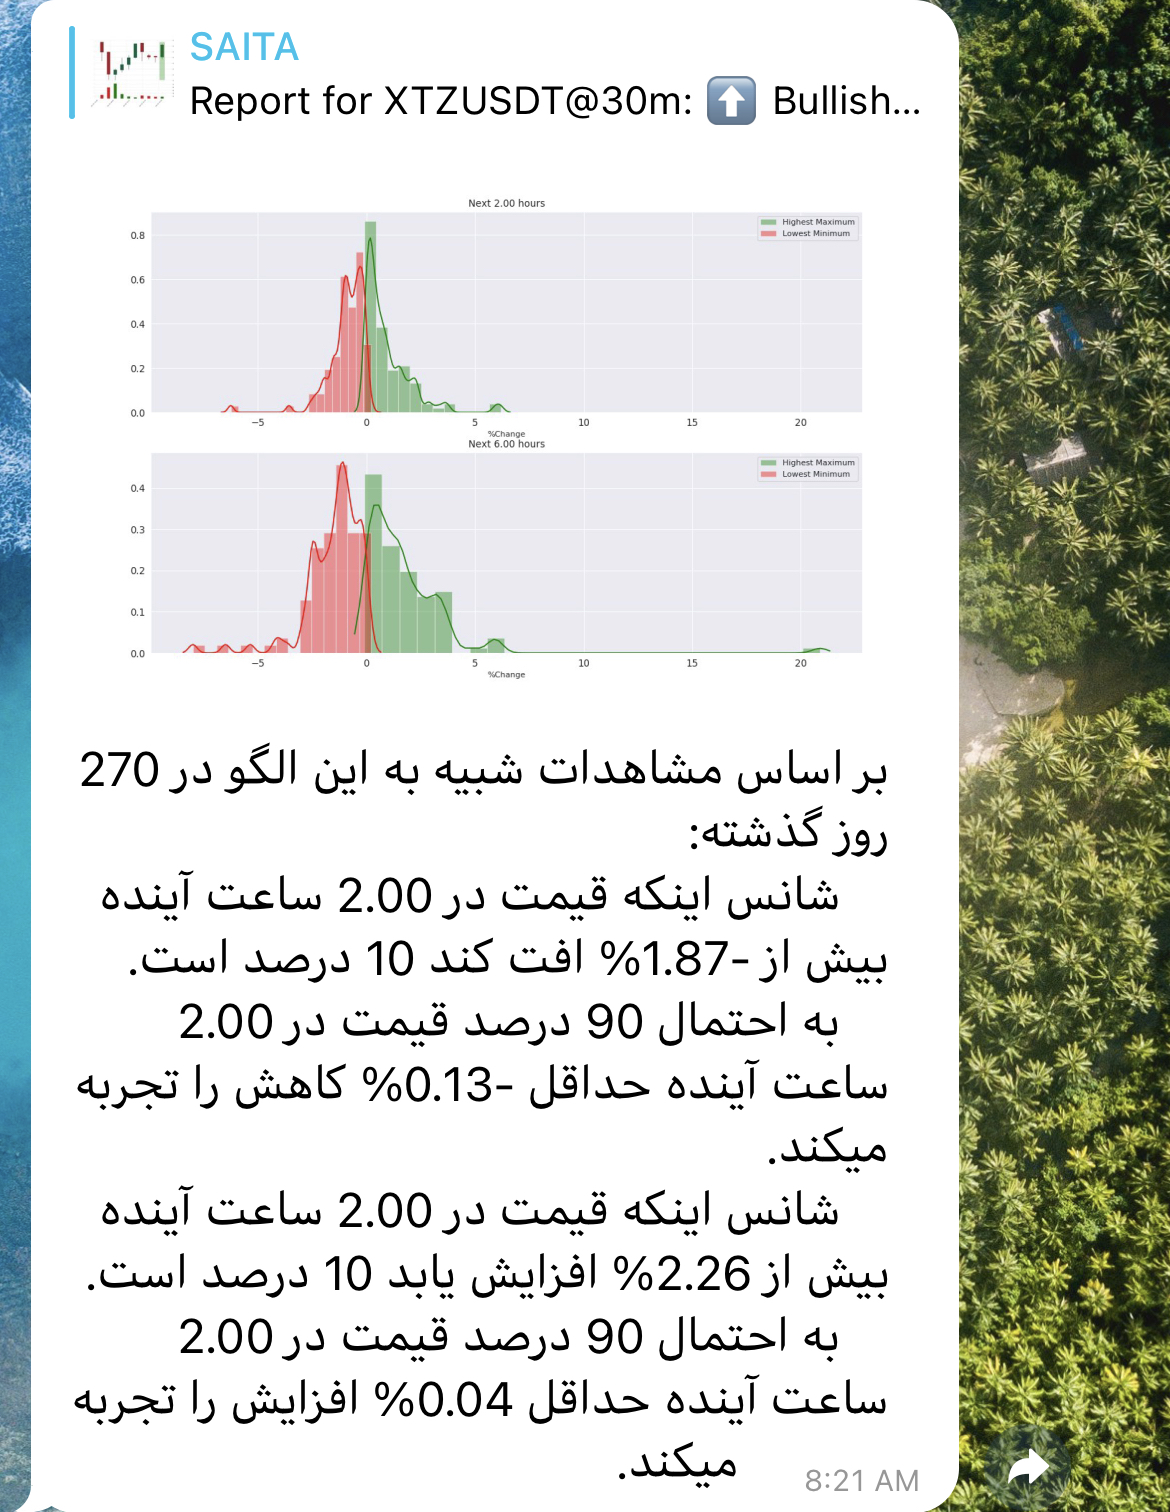 SAITA
Report for XTZUSDT@30m: ⬆️ Bullish...
Next 2.00 hours
Highest Maximum
Lowest Minimum
0.8
0.6
0.4
0.2
0.0
−5 0 5 10 15 20
%Change
Next 6.00 hours
Highest Maximum
Lowest Minimum
0.4
0.3
0.2
0.1
0.0
−5 0 5 10 15 20
%Change
بر اساس مشاهدات شبیه به این الگو در 270
روز گذشته:
شانس اینکه قیمت در 2.00 ساعت آینده
بیش از -1.87% افت کند 10 درصد است.
به احتمال 90 درصد قیمت در 2.00
ساعت آینده حداقل -0.13% کاهش را تجربه
میکند.
شانس اینکه قیمت در 2.00 ساعت آینده
بیش از 2.26% افزایش یابد 10 درصد است.
به احتمال 90 درصد قیمت در 2.00
ساعت آینده حداقل 0.04% افزایش را تجربه
میکند.
8:21 AM